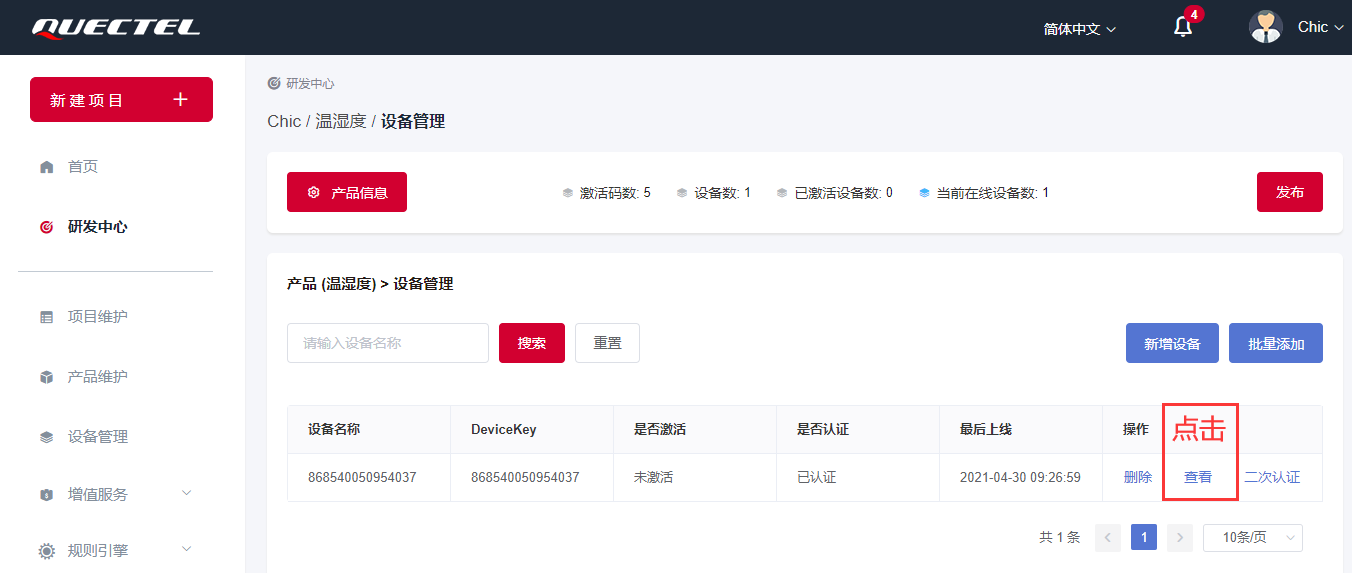 QUECTEL
简体中文
4
Chic
新建项目 +
首页
研发中心
项目维护
产品维护
设备管理
增值服务
规则引擎
研发中心
Chic / 温湿度 / 设备管理
产品信息 激活码数: 5 设备数: 1 已激活设备数: 0 当前在线设备数: 1 发布
产品 (温湿度) > 设备管理
请输入设备名称 搜索 重置 新增设备 批量添加
设备名称 DeviceKey 是否激活 是否认证 最后上线 操作 点击
868540050954037 868540050954037 未激活 已认证 2021-04-30 09:26:59 删除 查看 二次认证
共 1 条 < 1 > 10条/页